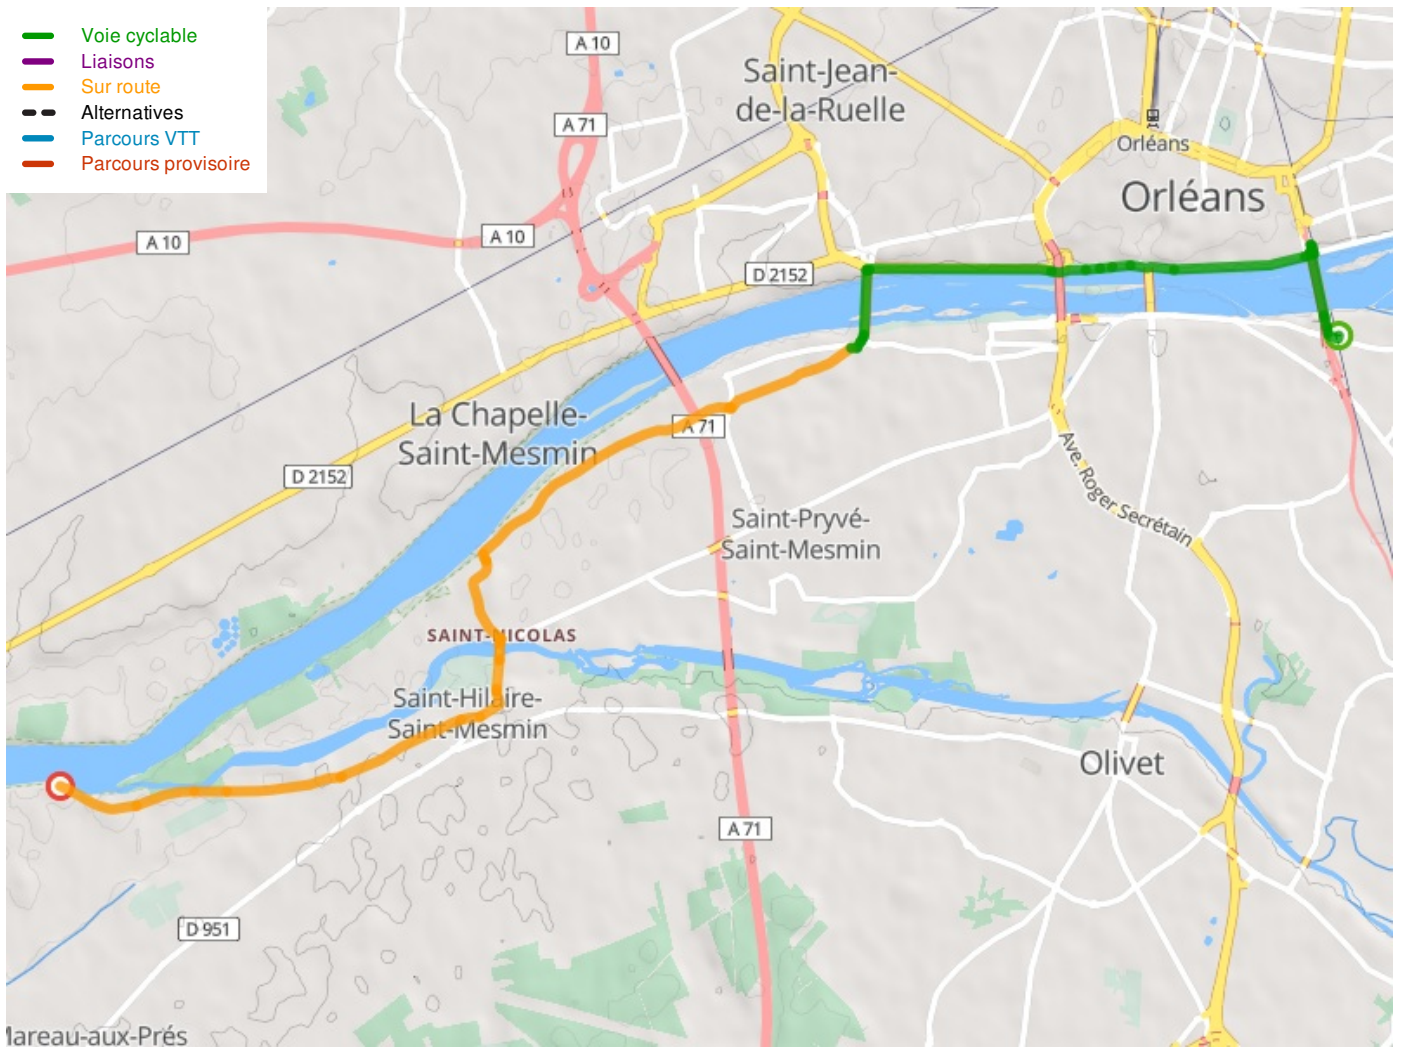 Voie cyclable
Liaisons
Sur route
Alternatives
Parcours VTT
Parcours provisoire
A 10
Saint-Jean-
de-la-Ruelle
A 71
Orléans
Orléans
A 10
A 10
D 2152
La Chapelle-
Saint-Mesmin
A 71
D 2152
Ave. Roger Secrétain
Saint-Pryvé-
Saint-Mesmin
SAINT-NICOLAS
Saint-Hilaire-
Saint-Mesmin
Olivet
A 71
D 951
Mareau-aux-Prés